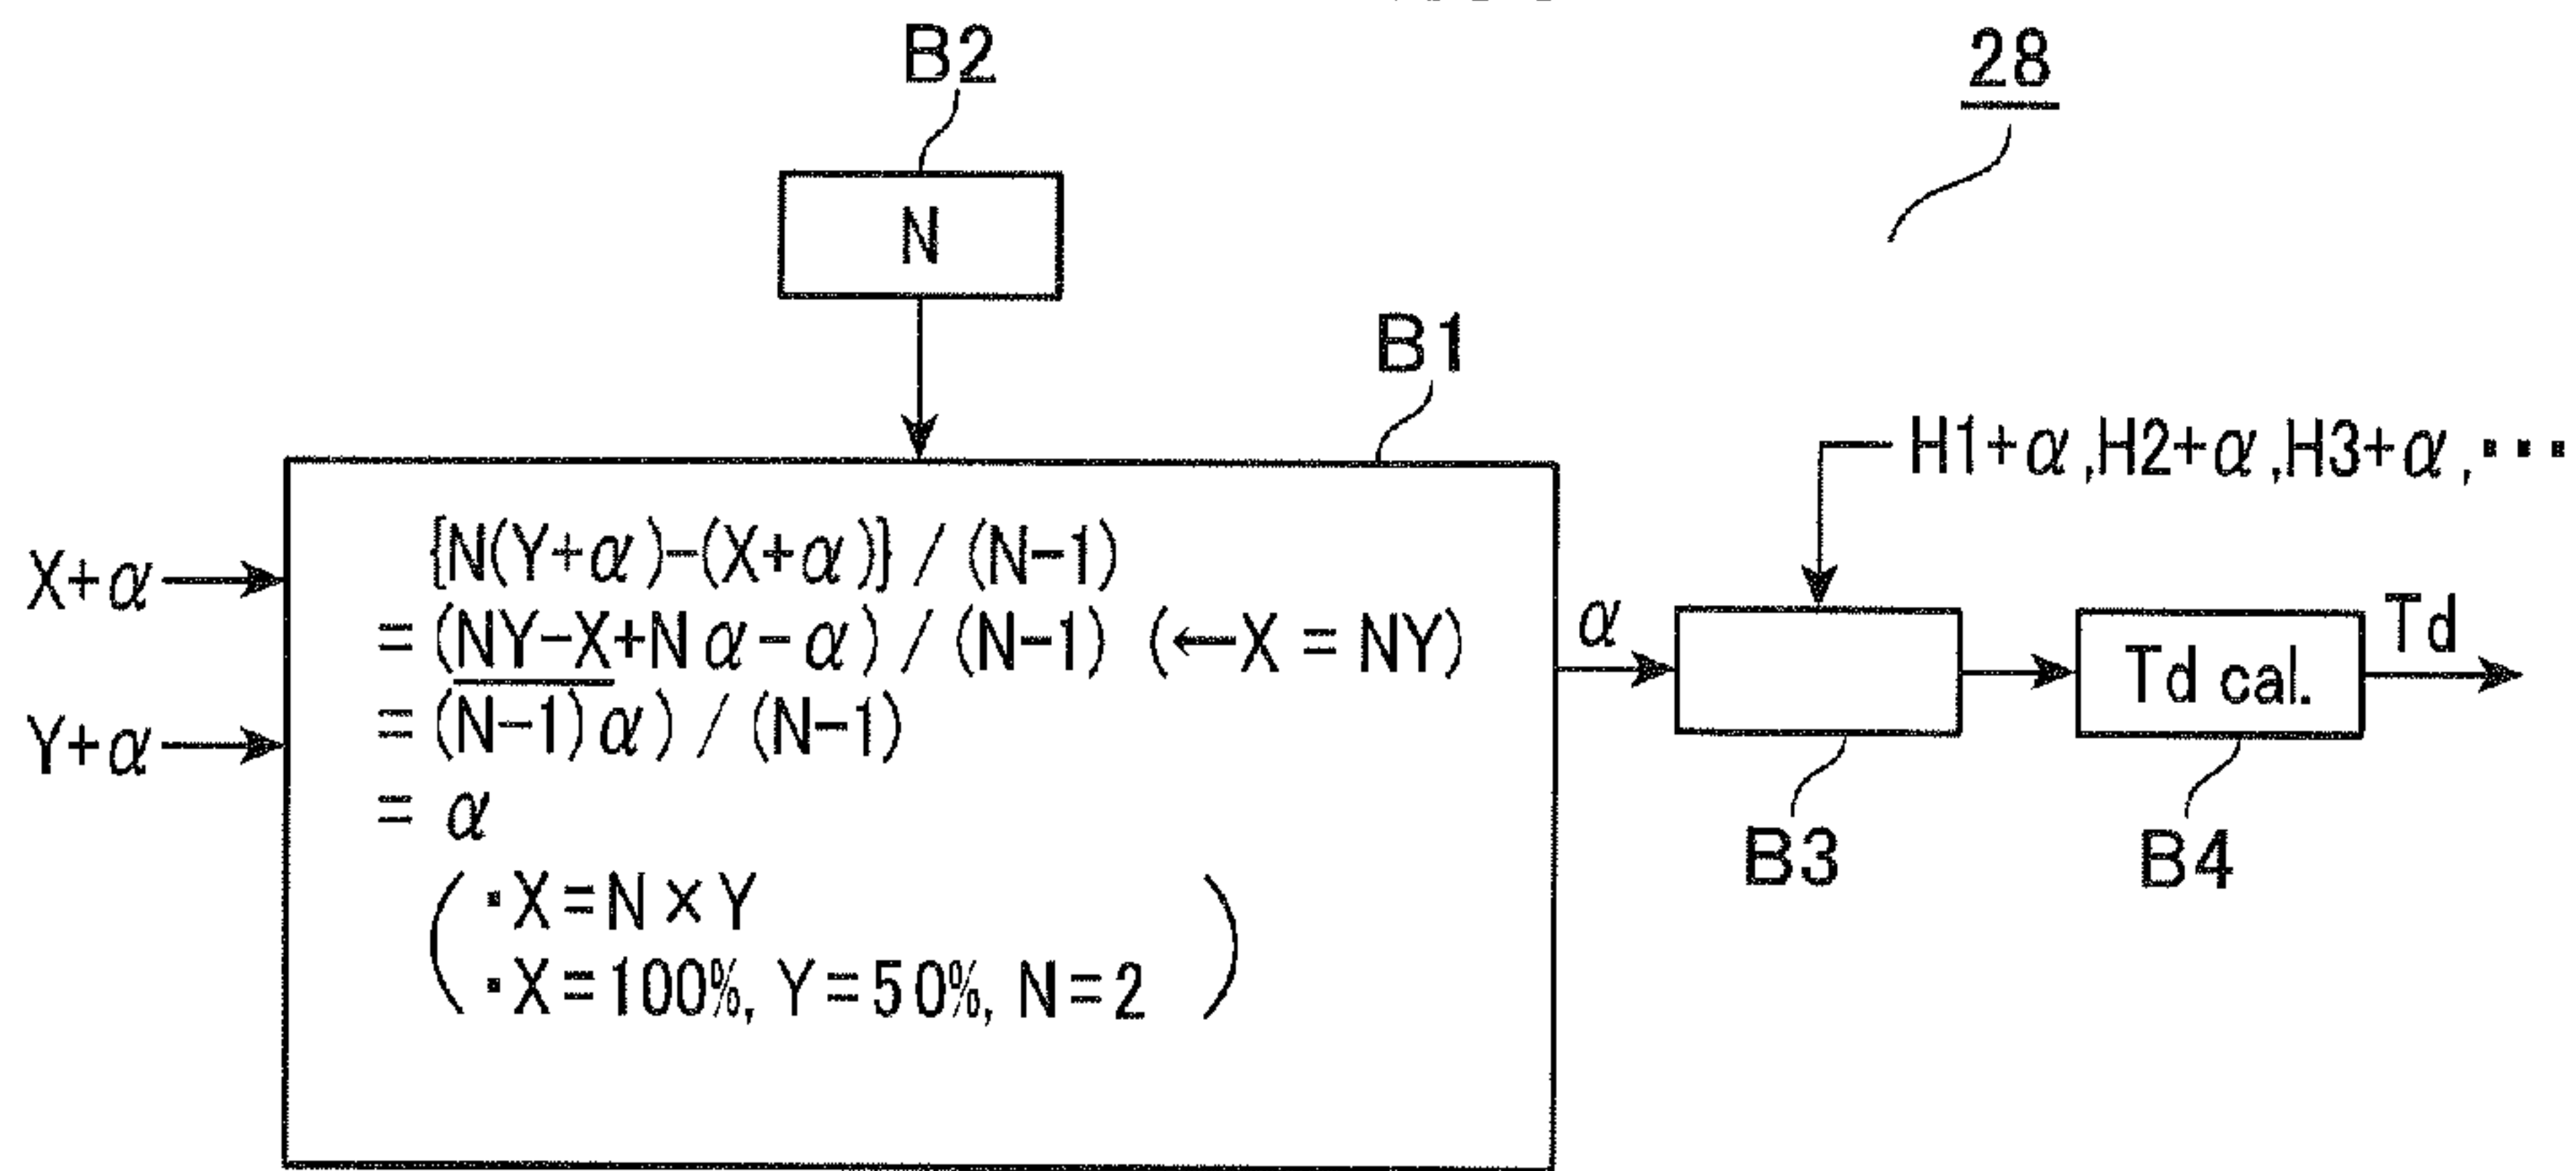 B2
28
N
B1
H1+α,H2+α,H3+α,···
X+α
Y+α
{N(Y+α)-(X+α)}/(N-1)
=(NY-X+Nα-α)/(N-1) (←X=NY)
=(N-1)α)/(N-1)
=α
·X=N×Y
·X=100%, Y=50%, N=2
α
Td cal.
Td
B3
B4